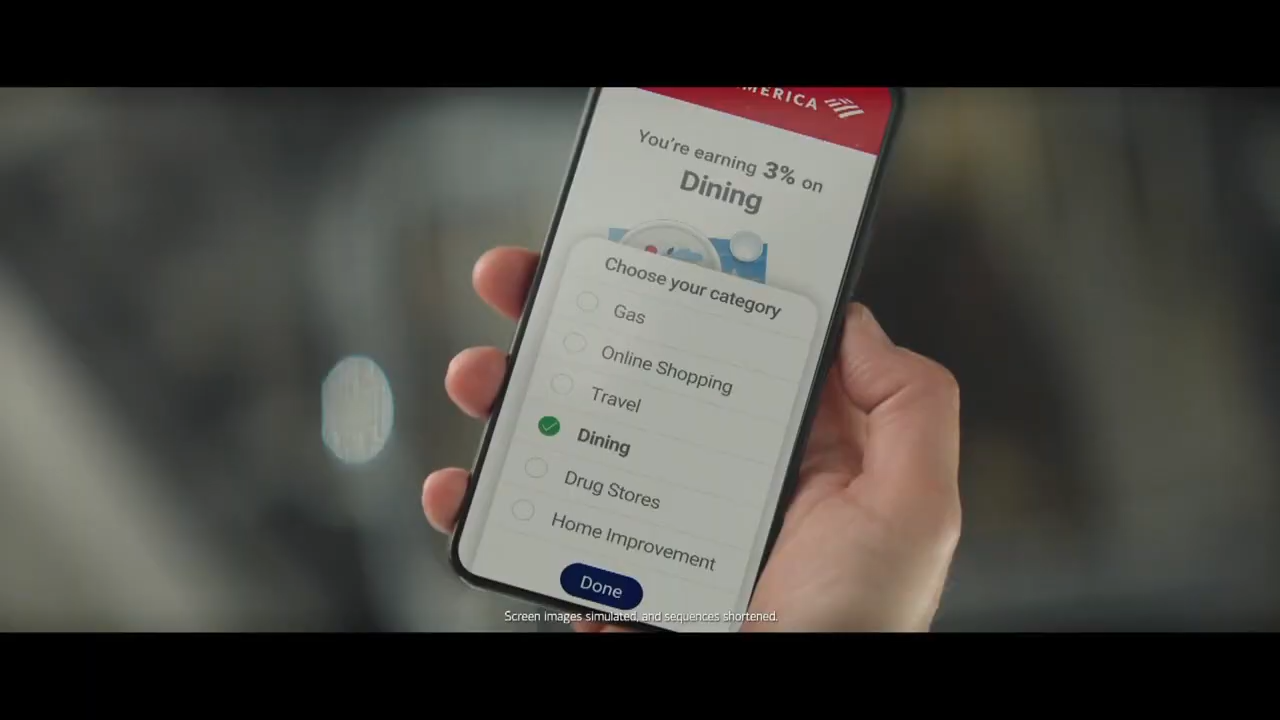 AMERICA
You're earning 3% on
Dining
Choose your category
Gas
Online Shopping
Travel
Dining
Drug Stores
Home Improvement
Done
Screen images simulated, and sequences shortened.